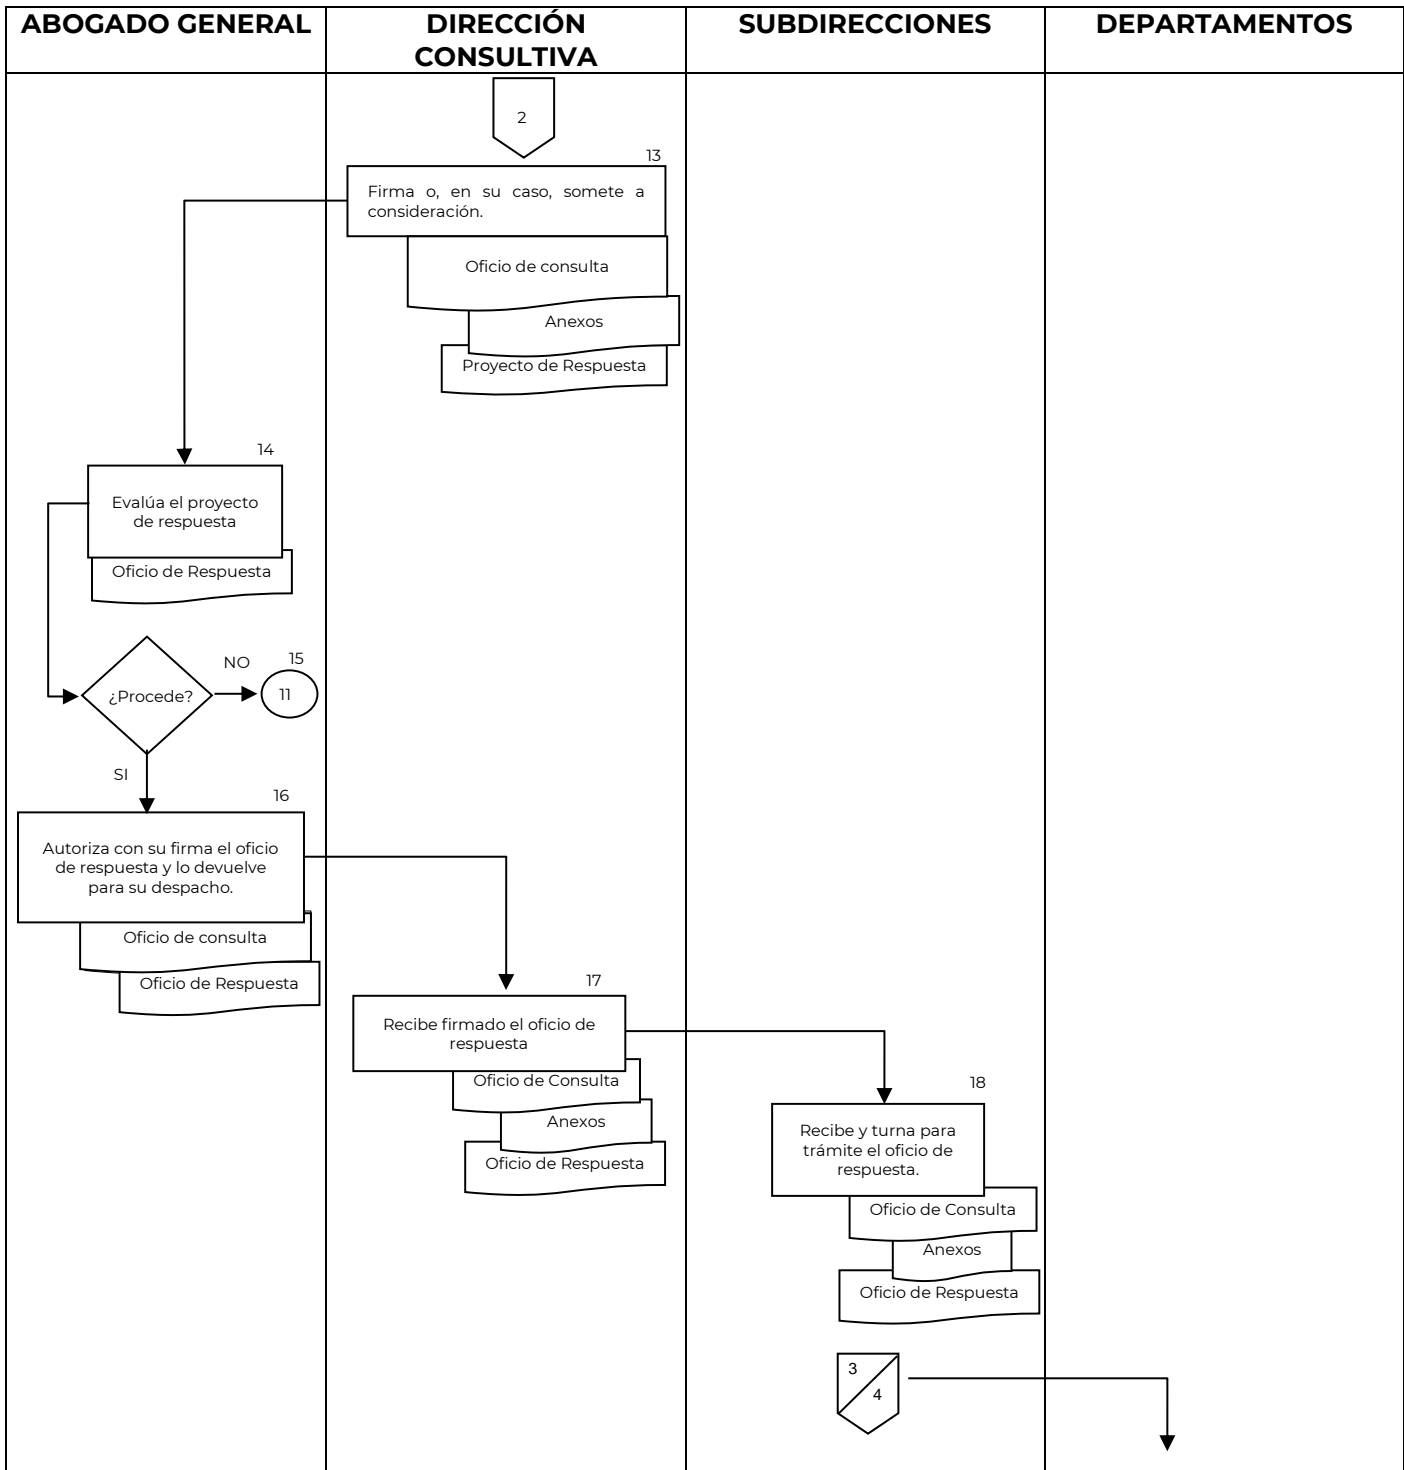 ABOGADO GENERAL
DIRECCIÓN
CONSULTIVA
SUBDIRECCIONES
DEPARTAMENTOS
2
13
Firma o, en su caso, somete a
consideración.
Oficio de consulta
Anexos
Proyecto de Respuesta
14
Evalúa el proyecto
de respuesta
Oficio de Respuesta
¿Procede?
NO
15
11
SI
16
Autoriza con su firma el oficio
de respuesta y lo devuelve
para su despacho.
Oficio de consulta
Oficio de Respuesta
17
Recibe firmado el oficio de
respuesta
Oficio de Consulta
Anexos
Oficio de Respuesta
18
Recibe y turna para
trámite el oficio de
respuesta.
Oficio de Consulta
Anexos
Oficio de Respuesta
3
4